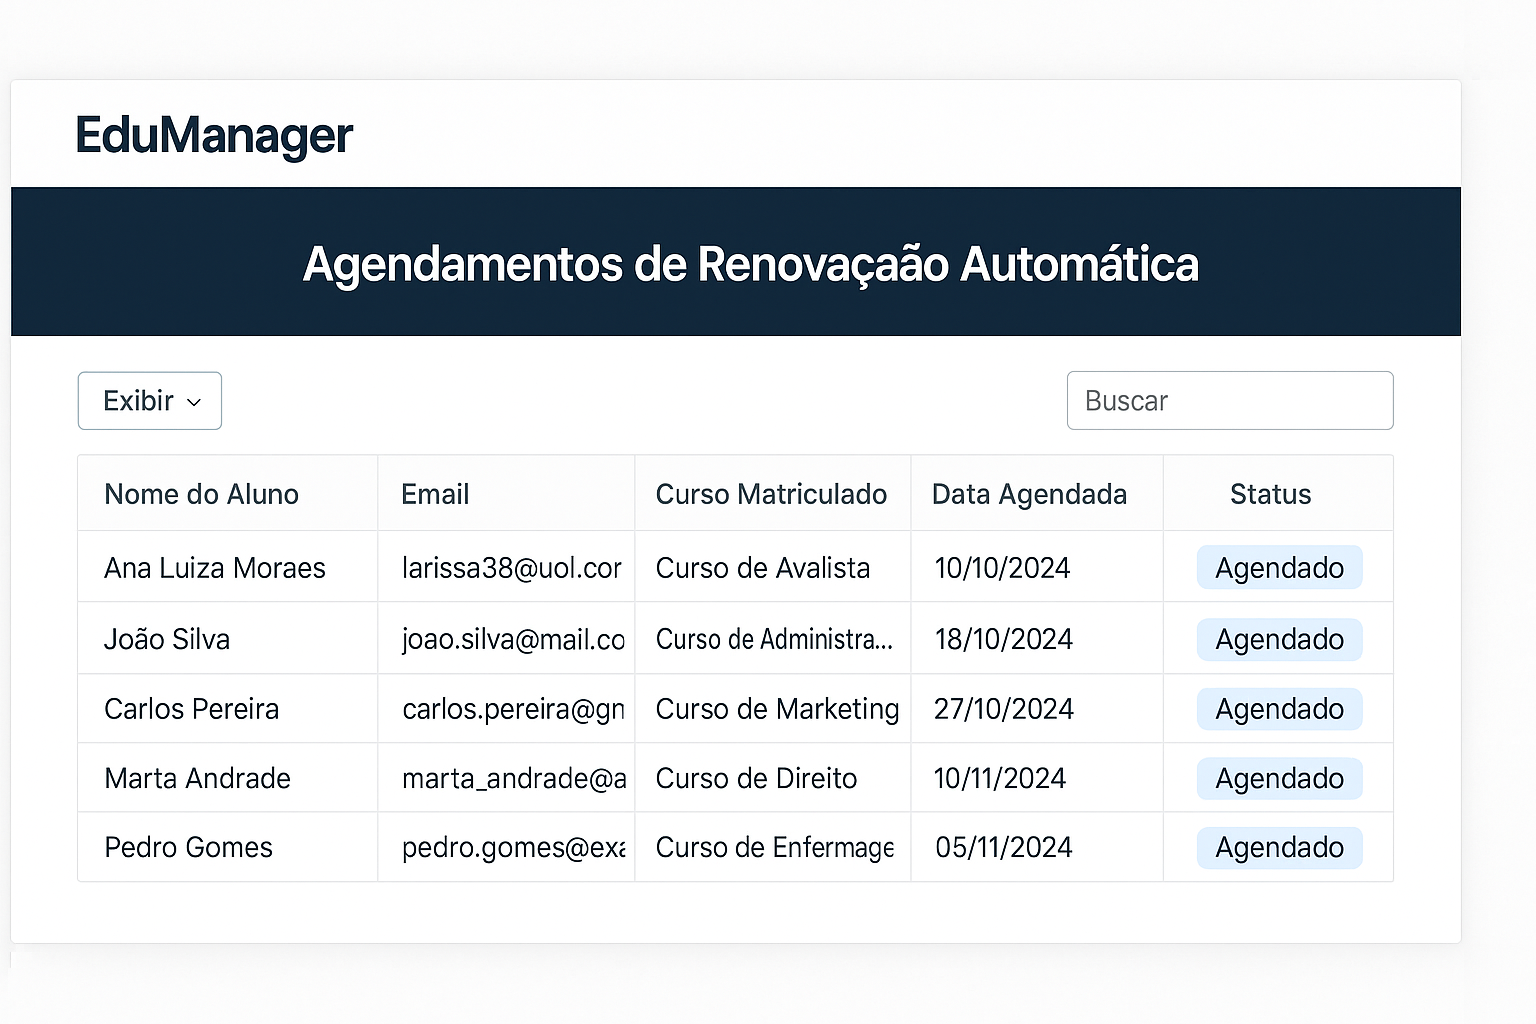 EduManager
Agendamentos de Renovaçaão Automática
Exibir
Buscar
Nome do Aluno Email Curso Matriculado Data Agendada Status
Ana Luiza Moraes larissa38@uol.cor Curso de Avalista 10/10/2024 Agendado
João Silva joao.silva@mail.co Curso de Administra... 18/10/2024 Agendado
Carlos Pereira carlos.pereira@gn Curso de Marketing 27/10/2024 Agendado
Marta Andrade marta_andrade@a Curso de Direito 10/11/2024 Agendado
Pedro Gomes pedro.gomes@exa Curso de Enfermage 05/11/2024 Agendado